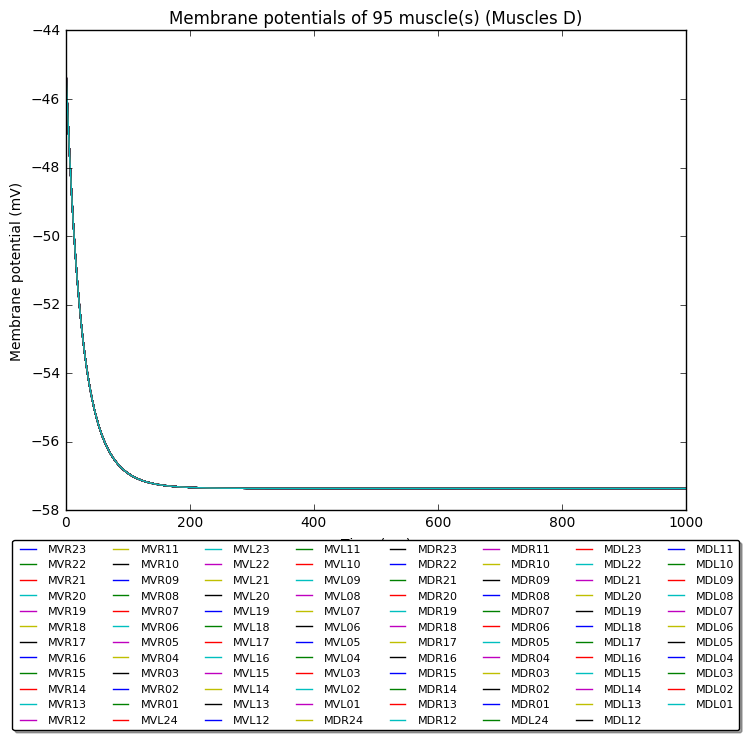 Membrane potentials of 95 muscle(s) (Muscles D)
−44
−46
−48
−50
−52
−54
−56
−58
Membrane potential (mV)
0 200 400 600 800 1000
MVR23 MVR11 MVL23 MVL11 MDR23 MDR11 MDL23 MDL11
MVR22 MVR10 MVL22 MVL10 MDR22 MDR10 MDL22 MDL10
MVR21 MVR09 MVL21 MVL09 MDR21 MDR09 MDL21 MDL09
MVR20 MVR08 MVL20 MVL08 MDR20 MDR08 MDL20 MDL08
MVR19 MVR07 MVL19 MVL07 MDR19 MDR07 MDL19 MDL07
MVR18 MVR06 MVL18 MVL06 MDR18 MDR06 MDL18 MDL06
MVR17 MVR05 MVL17 MVL05 MDR17 MDR05 MDL17 MDL05
MVR16 MVR04 MVL16 MVL04 MDR16 MDR04 MDL16 MDL04
MVR15 MVR03 MVL15 MVL03 MDR15 MDR03 MDL15 MDL03
MVR14 MVR02 MVL14 MVL02 MDR14 MDR02 MDL14 MDL02
MVR13 MVR01 MVL13 MVL01 MDR13 MDR01 MDL13 MDL01
MVR12 MVL24 MVL12 MDR24 MDR12 MDL24 MDL12